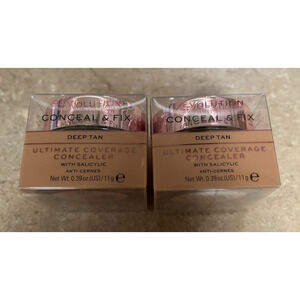 REVOLUTION
CONCEAL & FIX
DEEP TAN
ULTIMATE COVERAGE
CONCEALER
WITH SALICYLIC
ANTI-CERNES
Net Wt. 0.39oz.(US)/11g e
REVOLUTION
CONCEAL & FIX
DEEP TAN
ULTIMATE COVERAGE
CONCEALER
WITH SALICYLIC
ANTI-CERNES
Net Wt. 0.39oz.(US)/11g e